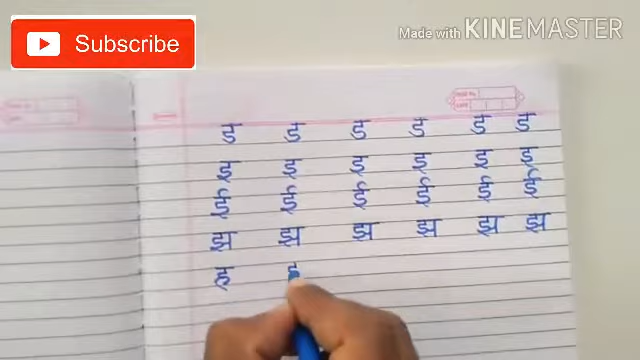 Subscribe
Made with KINEMASTER
ड ड ड ड ड ड
इ इ इ इ इ इ
ई ई ई ई ई ई
झ झ झ झ झ झ
ह